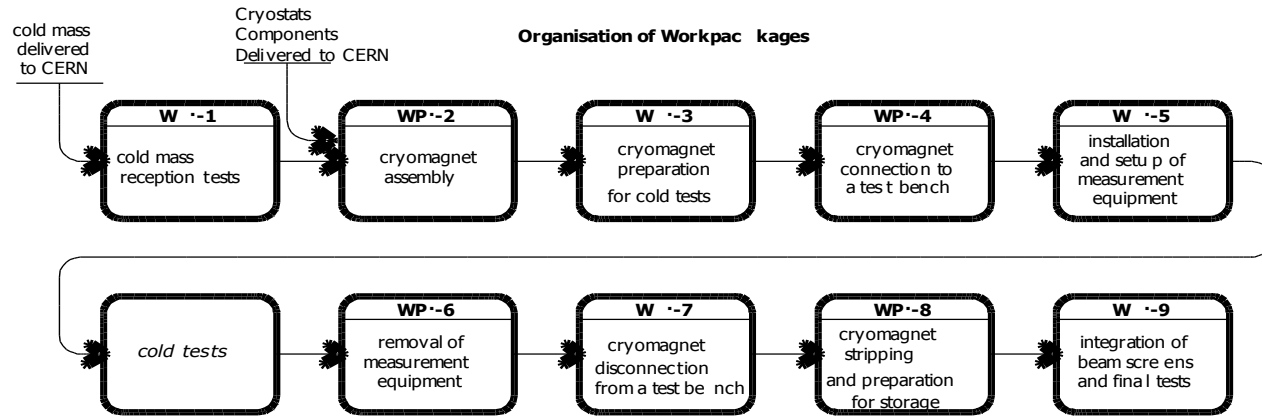 cold mass
delivered
to CERN
Cryostats
Components
Delivered to CERN
Organisation of Workpac kages
W ·-1
cold mass
reception tests
WP·-2
cryomagnet
assembly
W ·-3
cryomagnet
preparation
for cold tests
WP·-4
cryomagnet
connection to
a tes t bench
W ·-5
installation
and setu p of
measurement
equipment
cold tests
WP·-6
removal of
measurement
equipment
W ·-7
cryomagnet
disconnection
from a test be nch
WP·-8
cryomagnet
stripping
and preparation
for storage
W ·-9
integration of
beam scre ens
and fina l tests